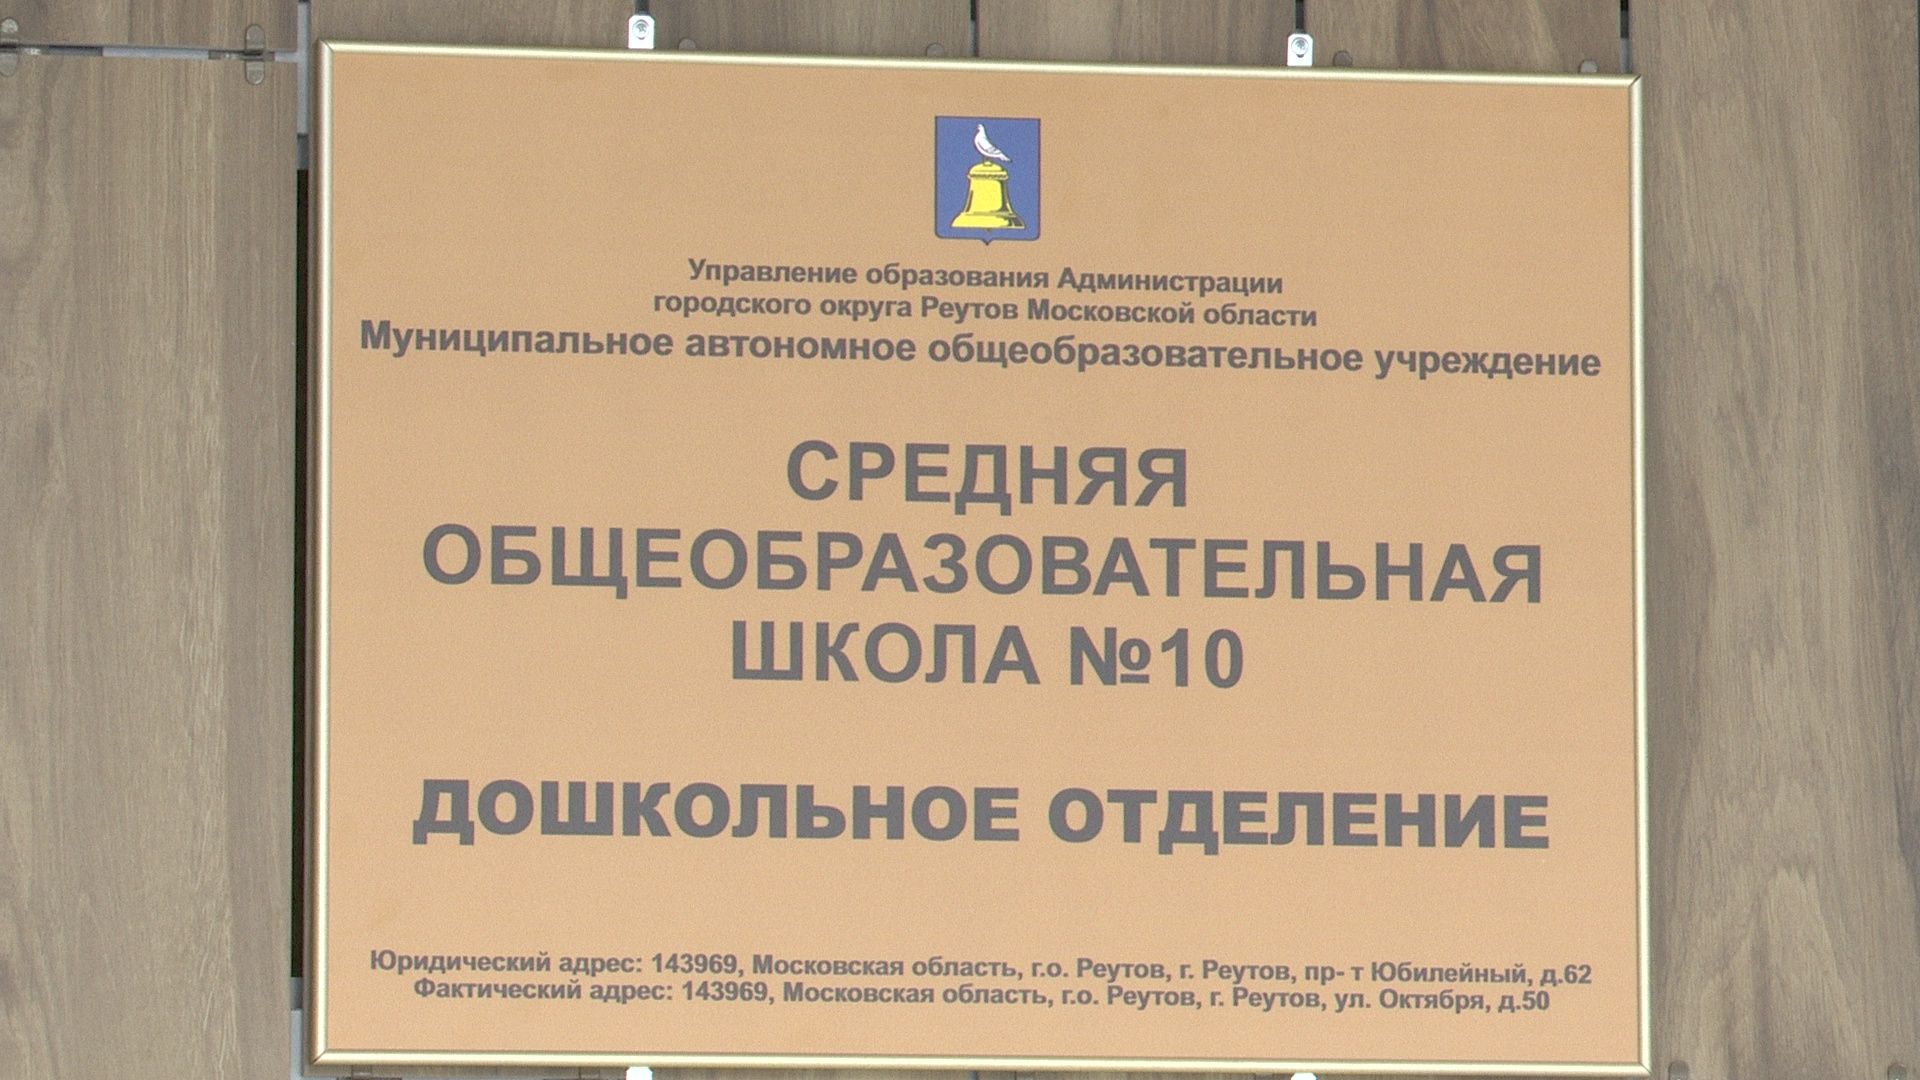 Управление образования Администрации
городского округа Реутов Московской области
Муниципальное автономное общеобразовательное учреждение
СРЕДНЯЯ
ОБЩЕОБРАЗОВАТЕЛЬНАЯ
ШКОЛА №10
ДОШКОЛЬНОЕ ОТДЕЛЕНИЕ
Юридический адрес: 143969, Московская область, г.о. Реутов, г. Реутов, пр- т Юбилейный, д.62
Фактический адрес: 143969, Московская область, г.о. Реутов, г. Реутов, ул. Октября, д.50